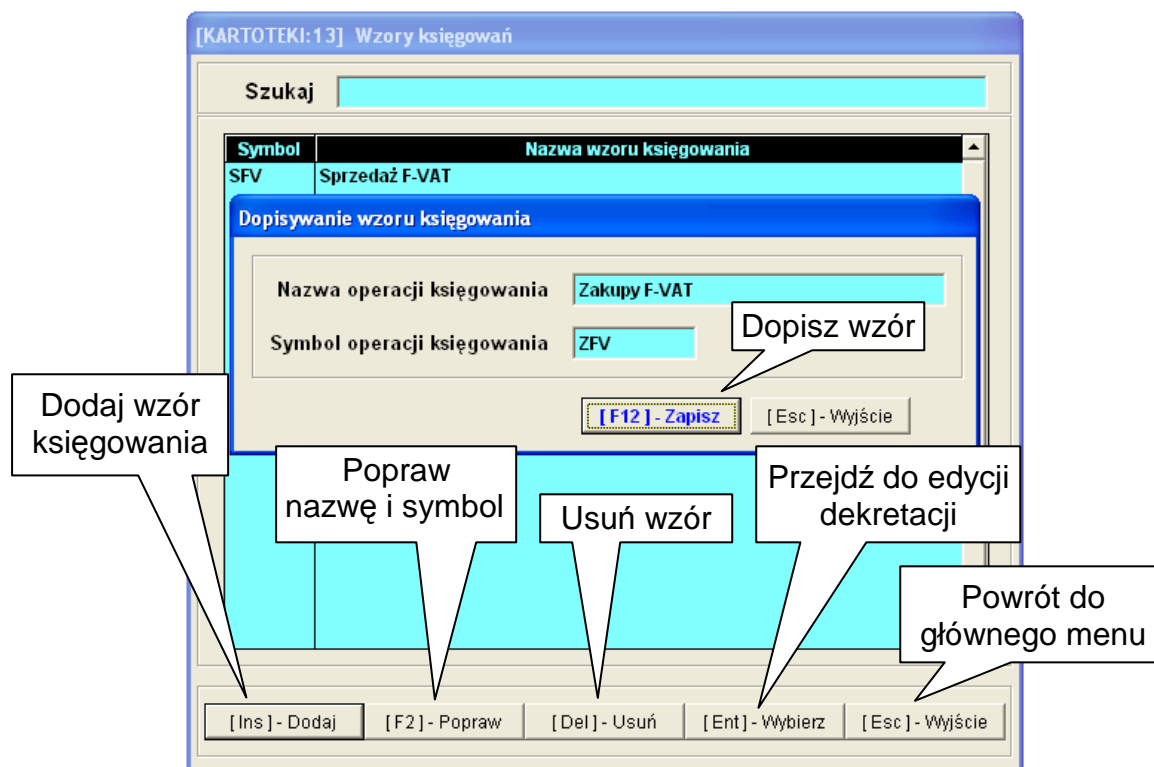 [KARTOTEKI:13] Wzory księgowań
Szukaj
Symbol Nazwa wzoru księgowania
SFV Sprzedaż F-VAT
Dopisywanie wzoru księgowania
Nazwa operacji księgowania Zakupy F-VAT
Dopisz wzór
Symbol operacji księgowania ZFV
[F12] - Zapisz [Esc] - Wyjście
Dodaj wzór
księgowania
Popraw
nazwę i symbol
Usuń wzór
Przejdź do edycji
dekretacji
Powrót do
głównego menu
[Ins] - Dodaj [F2] - Popraw [Del] - Usuń [Ent] - Wybierz [Esc] - Wyjście